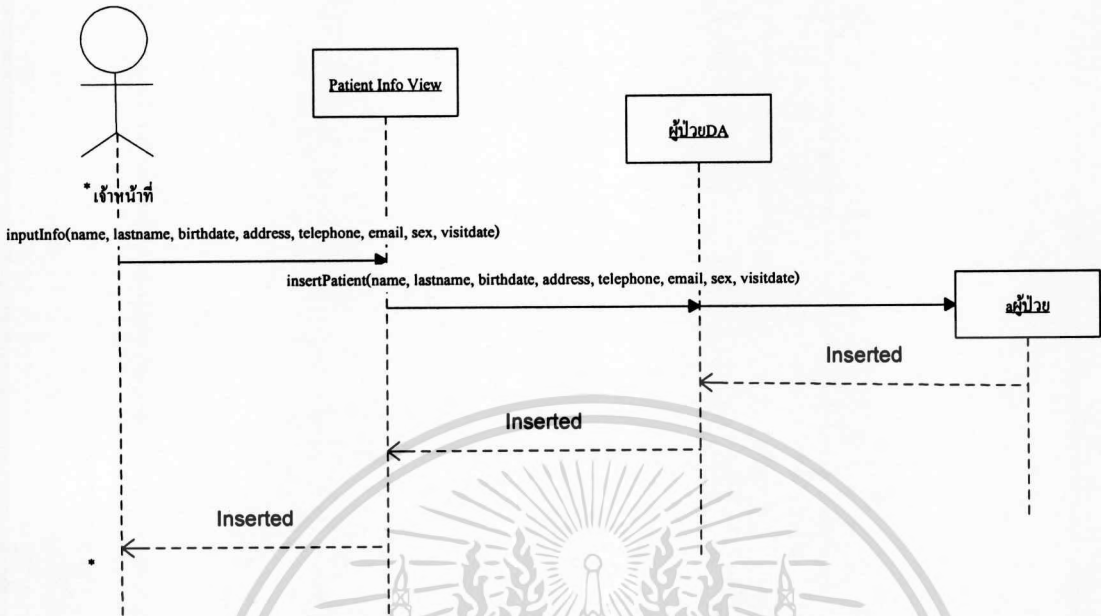 Patient Info View
ผู้ป่วยDA
* เจ้าหน้าที่
inputInfo(name, lastname, birthdate, address, telephone, email, sex, visitdate)
insertPatient(name, lastname, birthdate, address, telephone, email, sex, visitdate)
aผู้ป่วย
Inserted
Inserted
Inserted
*